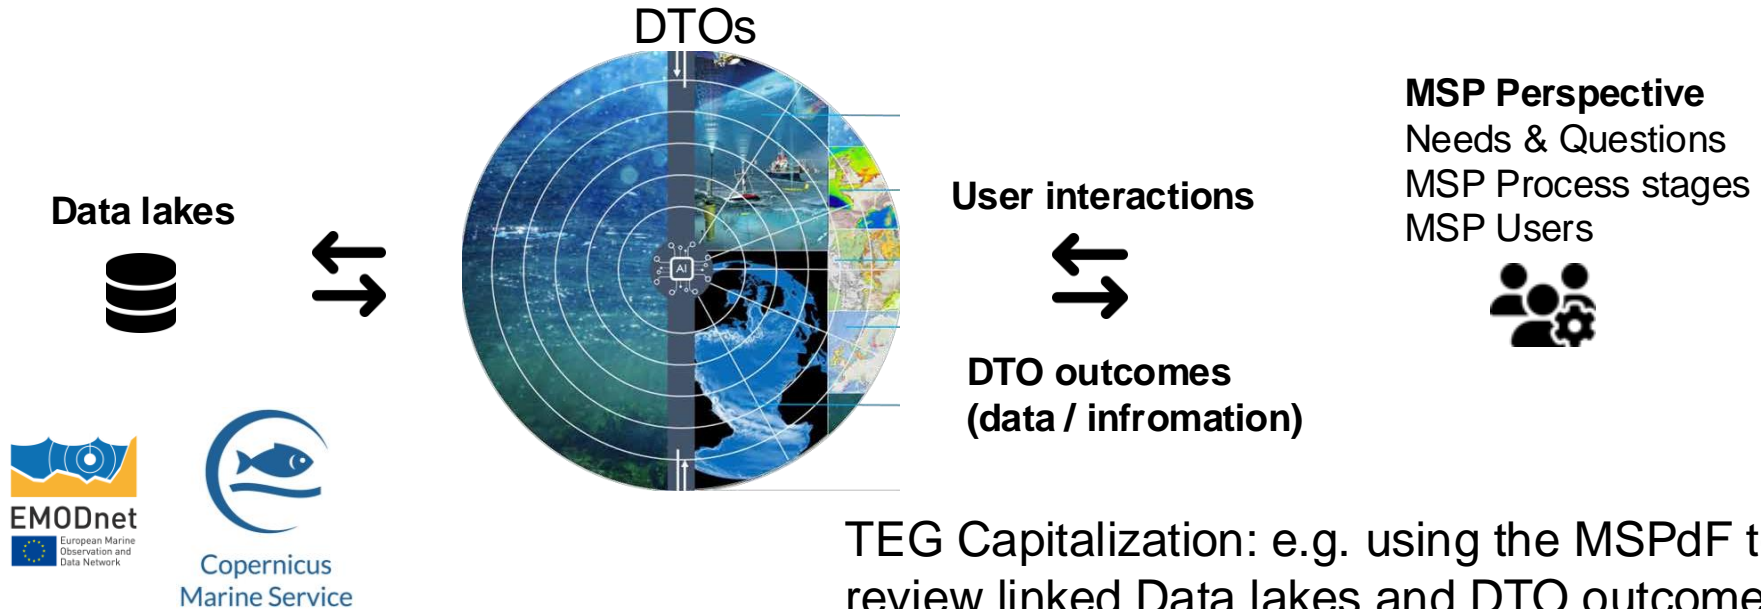 DTOs
Data lakes
EMODnet
European Marine
Observation and
Data Network
Copernicus
Marine Service
AI
User interactions
DTO outcomes
(data / infromation)
MSP Perspective
Needs & Questions
MSP Process stages
MSP Users
TEG Capitalization: e.g. using the MSPdF t
review linked Data lakes and DTO outcome